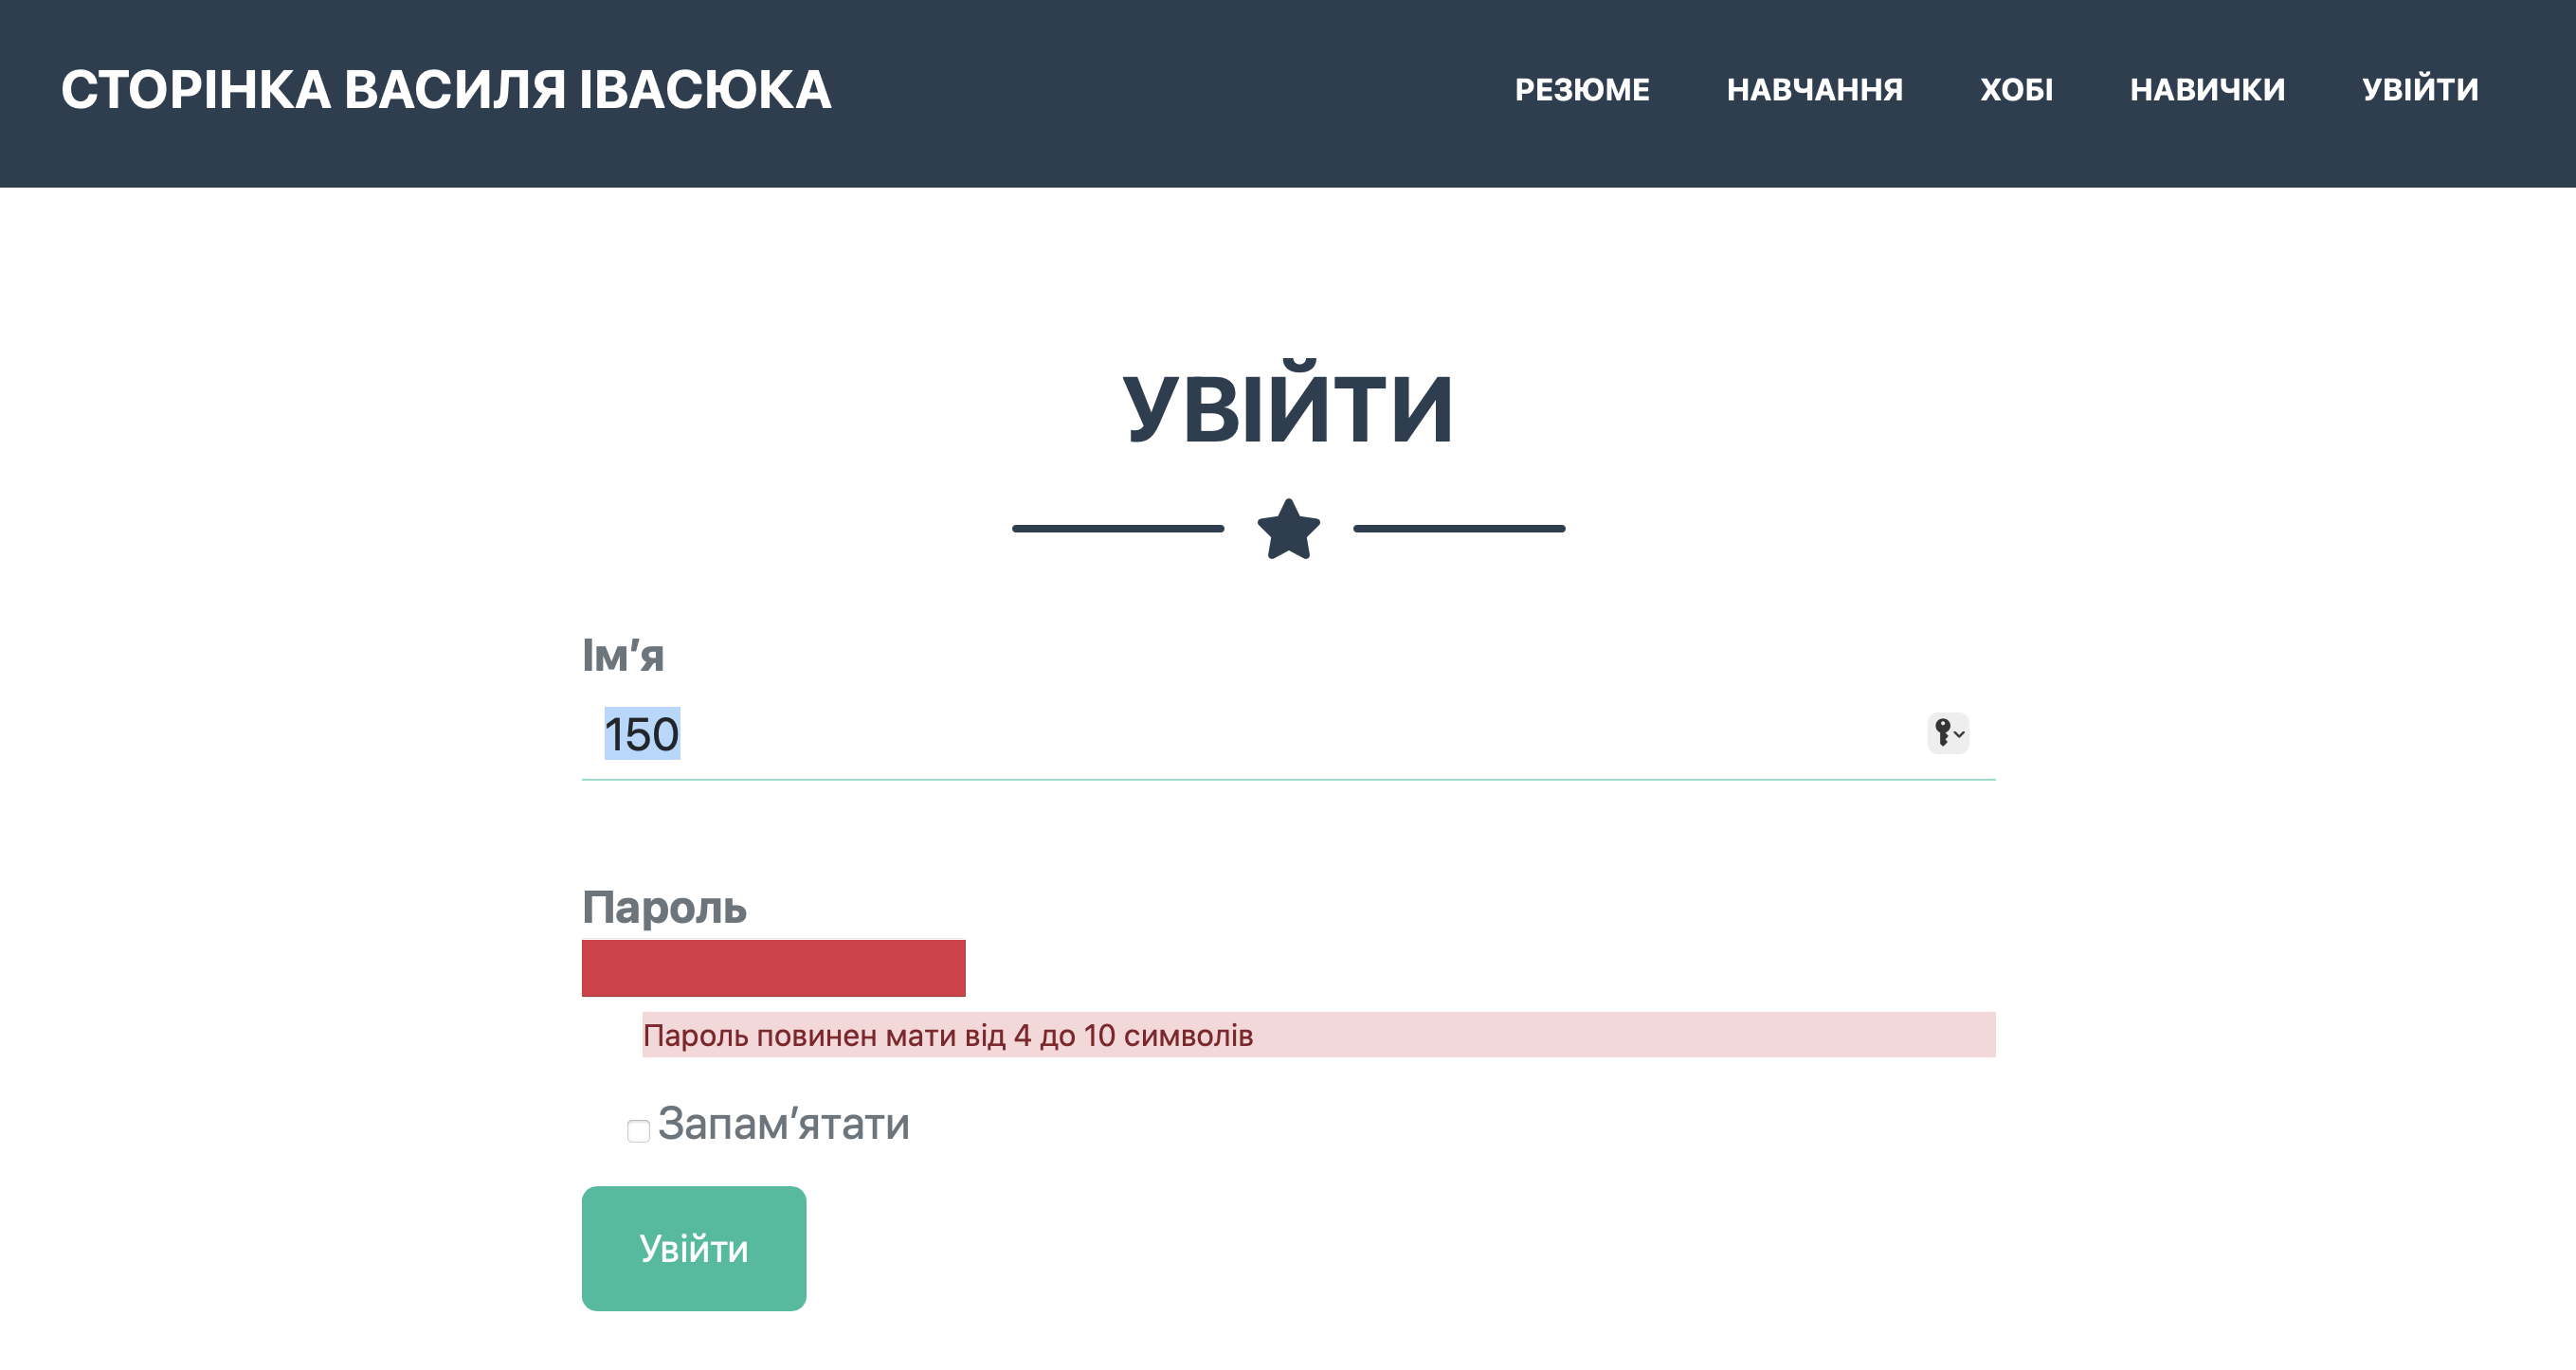 СТОРІНКА ВАСИЛЯ ІВАСЮКА
РЕЗЮМЕ НАВЧАННЯ ХОБІ НАВИЧКИ УВІЙТИ
УВІЙТИ
Ім’я
150
Пароль
Пароль повинен мати від 4 до 10 символів
Запам’ятати
Увійти